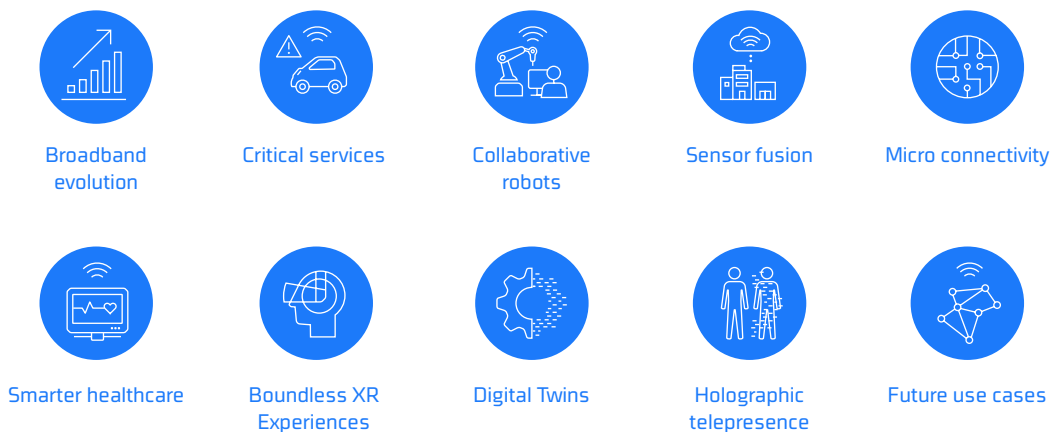 Broadband
evolution
Critical services
Collaborative
robots
Sensor fusion
Micro connectivity
Smarter healthcare
Boundless XR
Experiences
Digital Twins
Holographic
telepresence
Future use cases